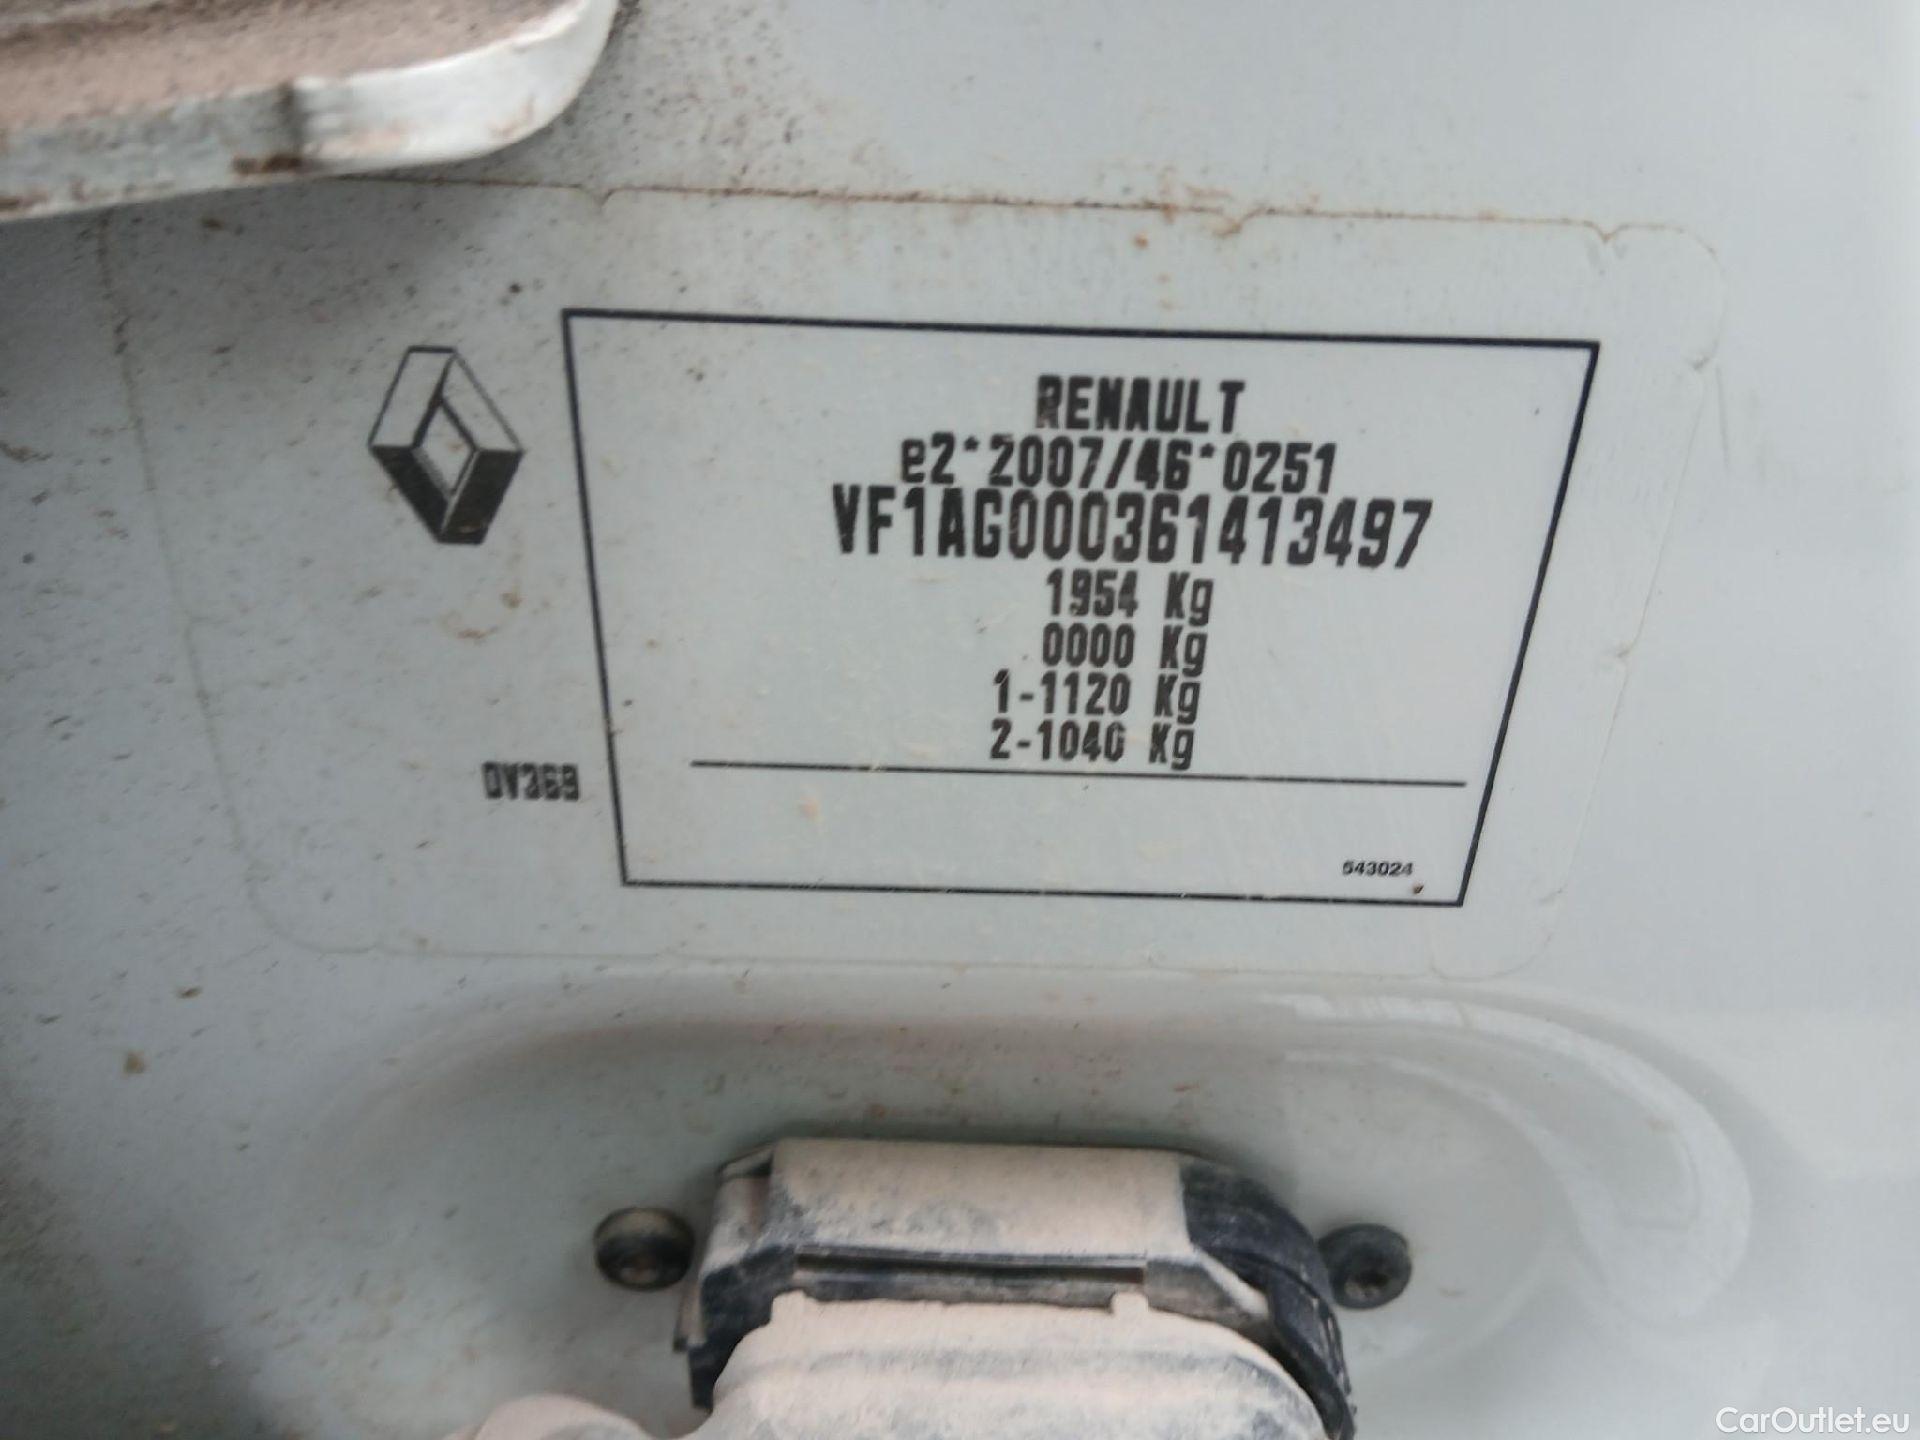 RENAULT
e2*2007/46*0251
VF1AG000361413497
1954 Kg
0000 Kg
1-1120 Kg
2-1040 Kg
DV369
543024
CarOutlet.eu